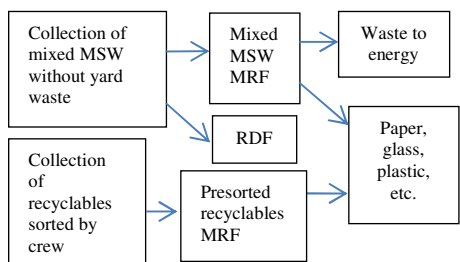 Collection of
mixed MSW
without yard
waste
Mixed
MSW
MRF
Waste to
energy
RDF
Paper,
glass,
plastic,
etc.
Collection
of
recyclables
sorted by
crew
Presorted
recyclables
MRF